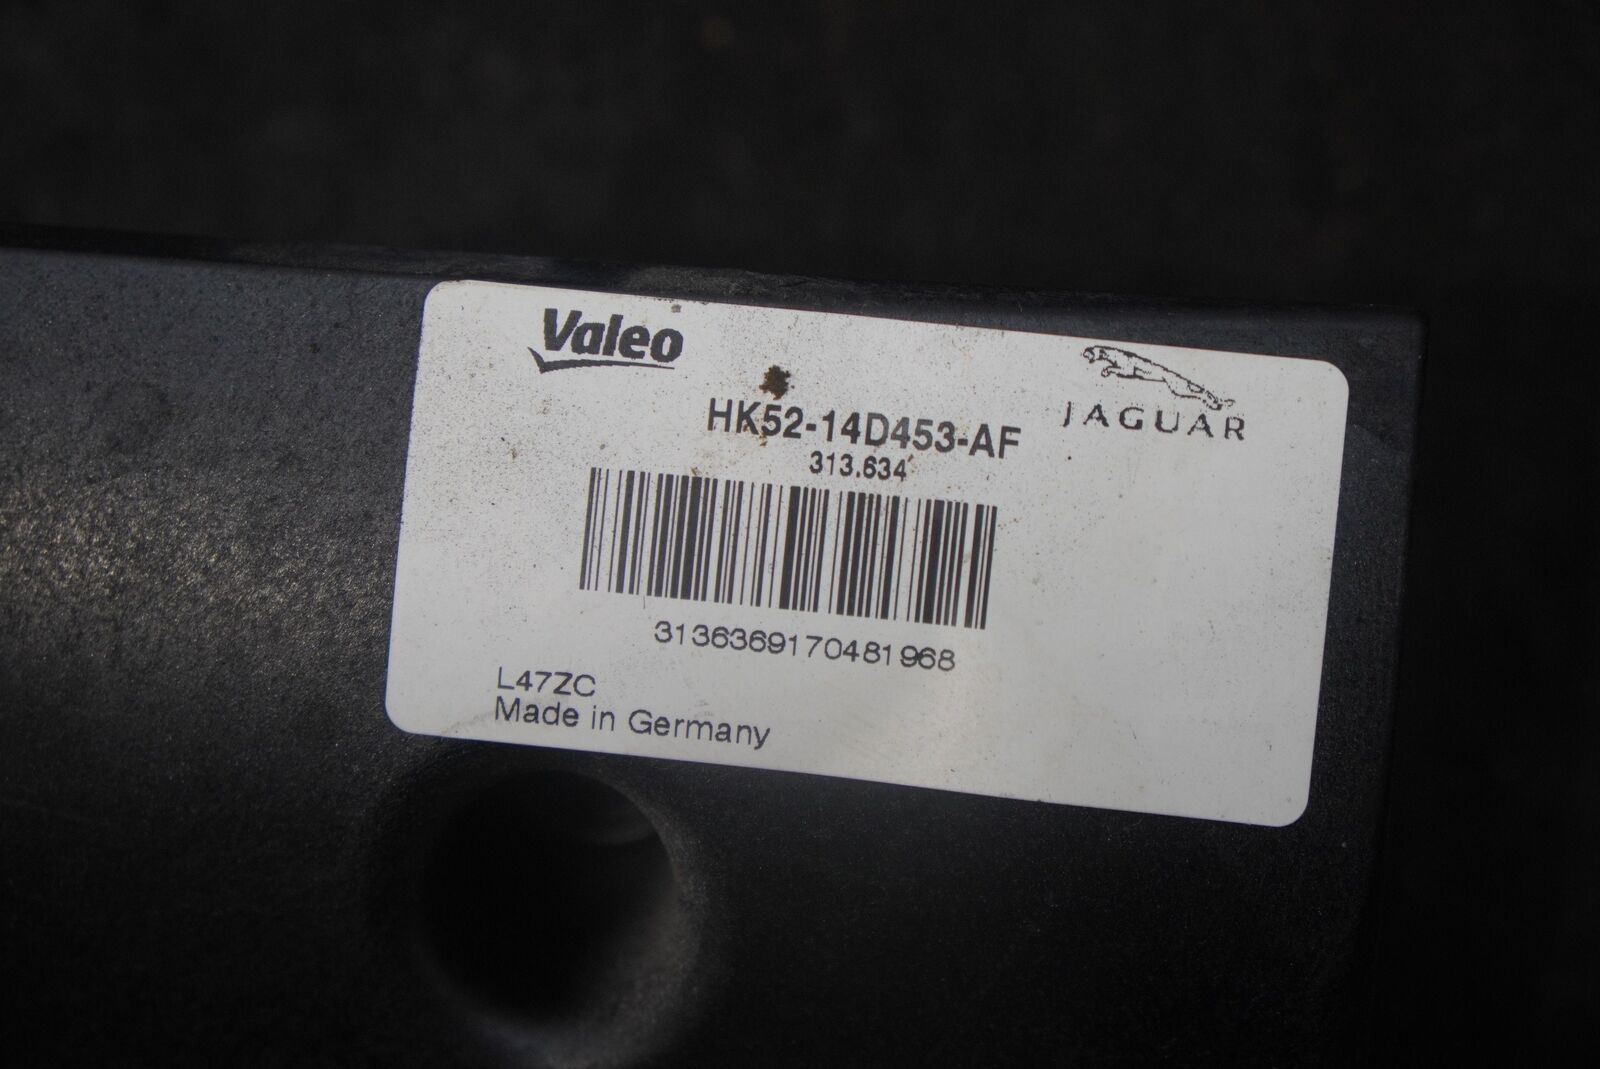 Valeo
JAGUAR
HK52-14D453-AF
313.634
3136369170481968
L47ZC
Made in Germany